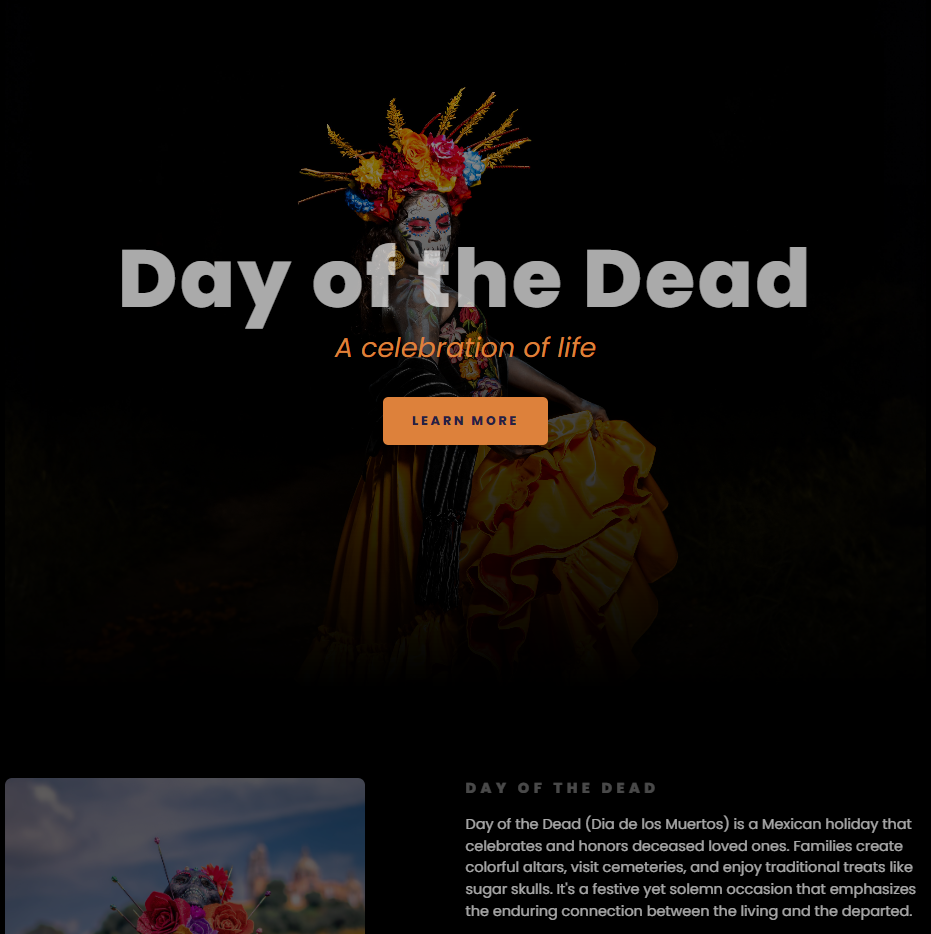 Day of the Dead
A celebration of life
LEARN MORE
DAY OF THE DEAD
Day of the Dead (Dia de los Muertos) is a Mexican holiday that
celebrates and honors deceased loved ones. Families create
colorful altars, visit cemeteries, and enjoy traditional treats like
sugar skulls. It's a festive yet solemn occasion that emphasizes
the enduring connection between the living and the departed.